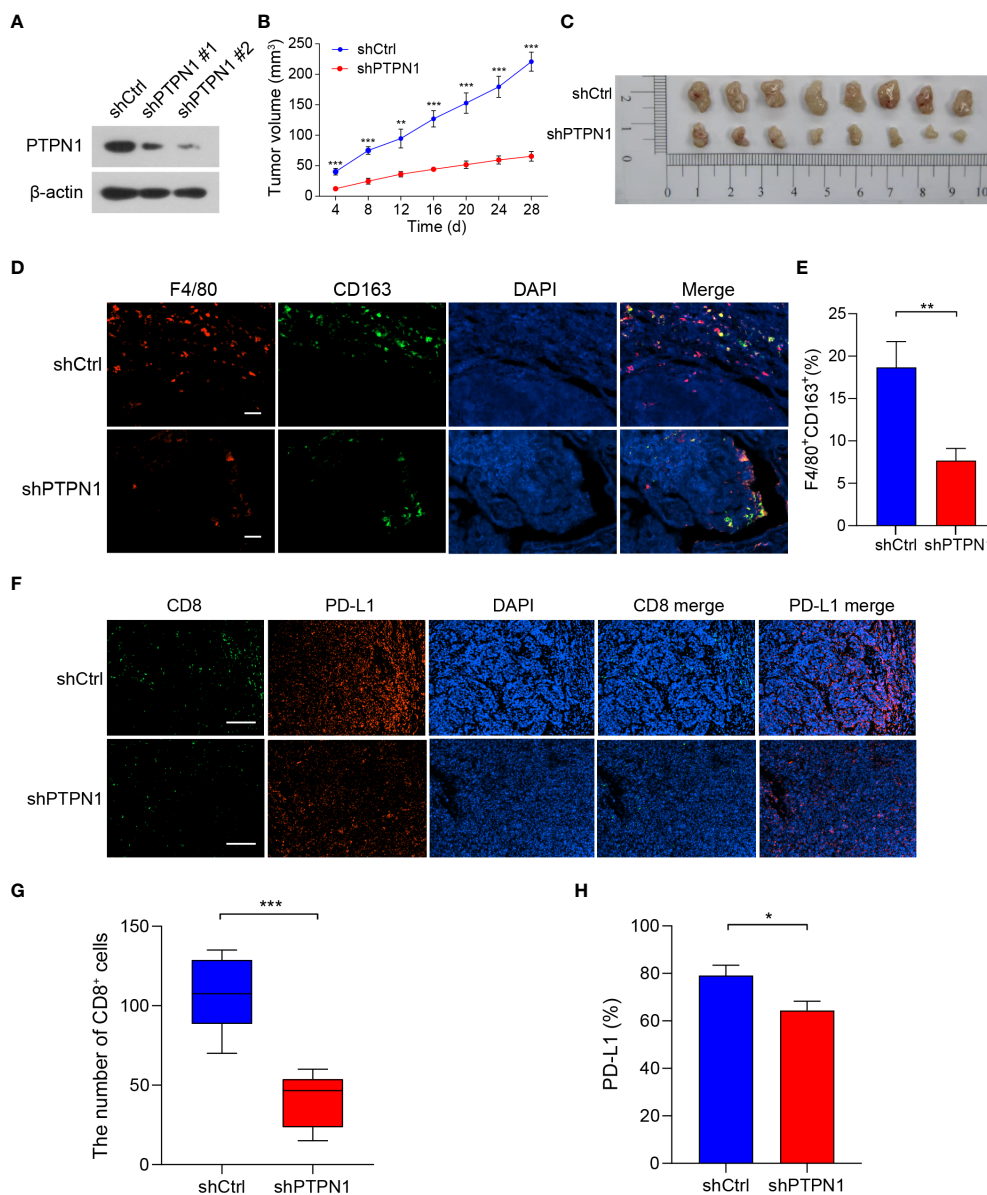 A
shCtrl
shPTPN1 #1
shPTPN1 #2
PTPN1
β-actin
B
250
200
150
100
50
0
Tumor volume (mm³)
shCtrl
shPTPN1
***
***
**
***
***
***
***
4 8 12 16 20 24 28
Time (d)
C
shCtrl
shPTPN1
2
1
0
0 1 2 3 4 5 6 7 8 9 10
D
F4/80 CD163 DAPI Merge
shCtrl
shPTPN1
E
25
20
15
10
5
0
F4/80⁺CD163⁺(%)
**
shCtrl shPTPN1
F
CD8 PD-L1 DAPI CD8 merge PD-L1 merge
shCtrl
shPTPN1
G
150
100
50
0
The number of CD8⁺ cells
***
shCtrl shPTPN1
H
100
80
60
40
20
0
PD-L1 (%)
*
shCtrl shPTPN1